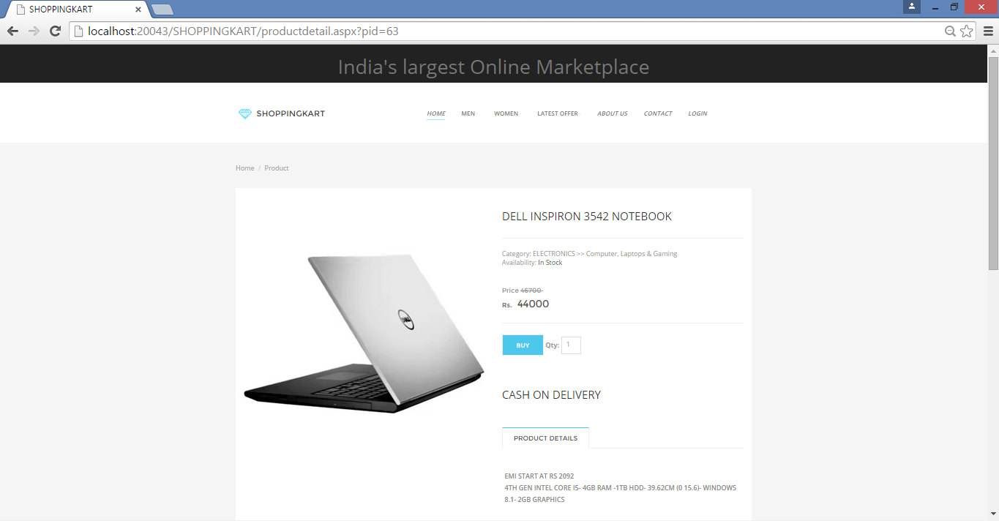 SHOPPINGKART
localhost:20043/SHOPPINGKART/productdetail.aspx?pid=63
India's largest Online Marketplace
SHOPPINGKART HOME MEN WOMEN LATEST OFFER ABOUT US CONTACT LOGIN
Home / Product
DELL INSPIRON 3542 NOTEBOOK
Category: ELECTRONICS >> Computer, Laptops & Gaming
Availability: In Stock
Price 46700-
Rs. 44000
BUY Qty: 1
DELL
CASH ON DELIVERY
PRODUCT DETAILS
EMI START AT RS 2092
4TH GEN INTEL CORE I5- 4GB RAM -1TB HDD- 39.62CM (0 15.6)- WINDOWS
8.1- 2GB GRAPHICS